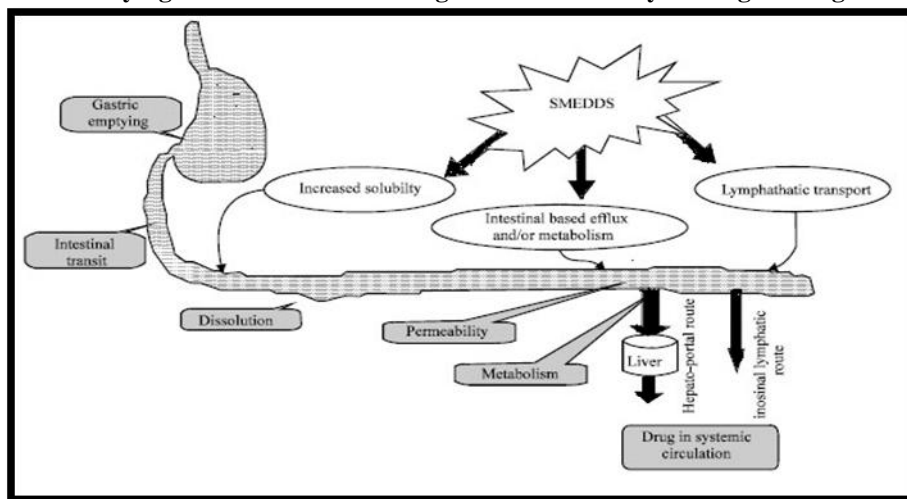 SMEDDS
Gastric
emptying
Increased solubilty
Lymphathatic transport
Intestinal based efflux
and/or metabolism
Intestinal
transit
Dissolution
Permeability
Metabolism
Liver
Hepato-portal route
inosinal lymphatic
route
Drug in systemic
circulation